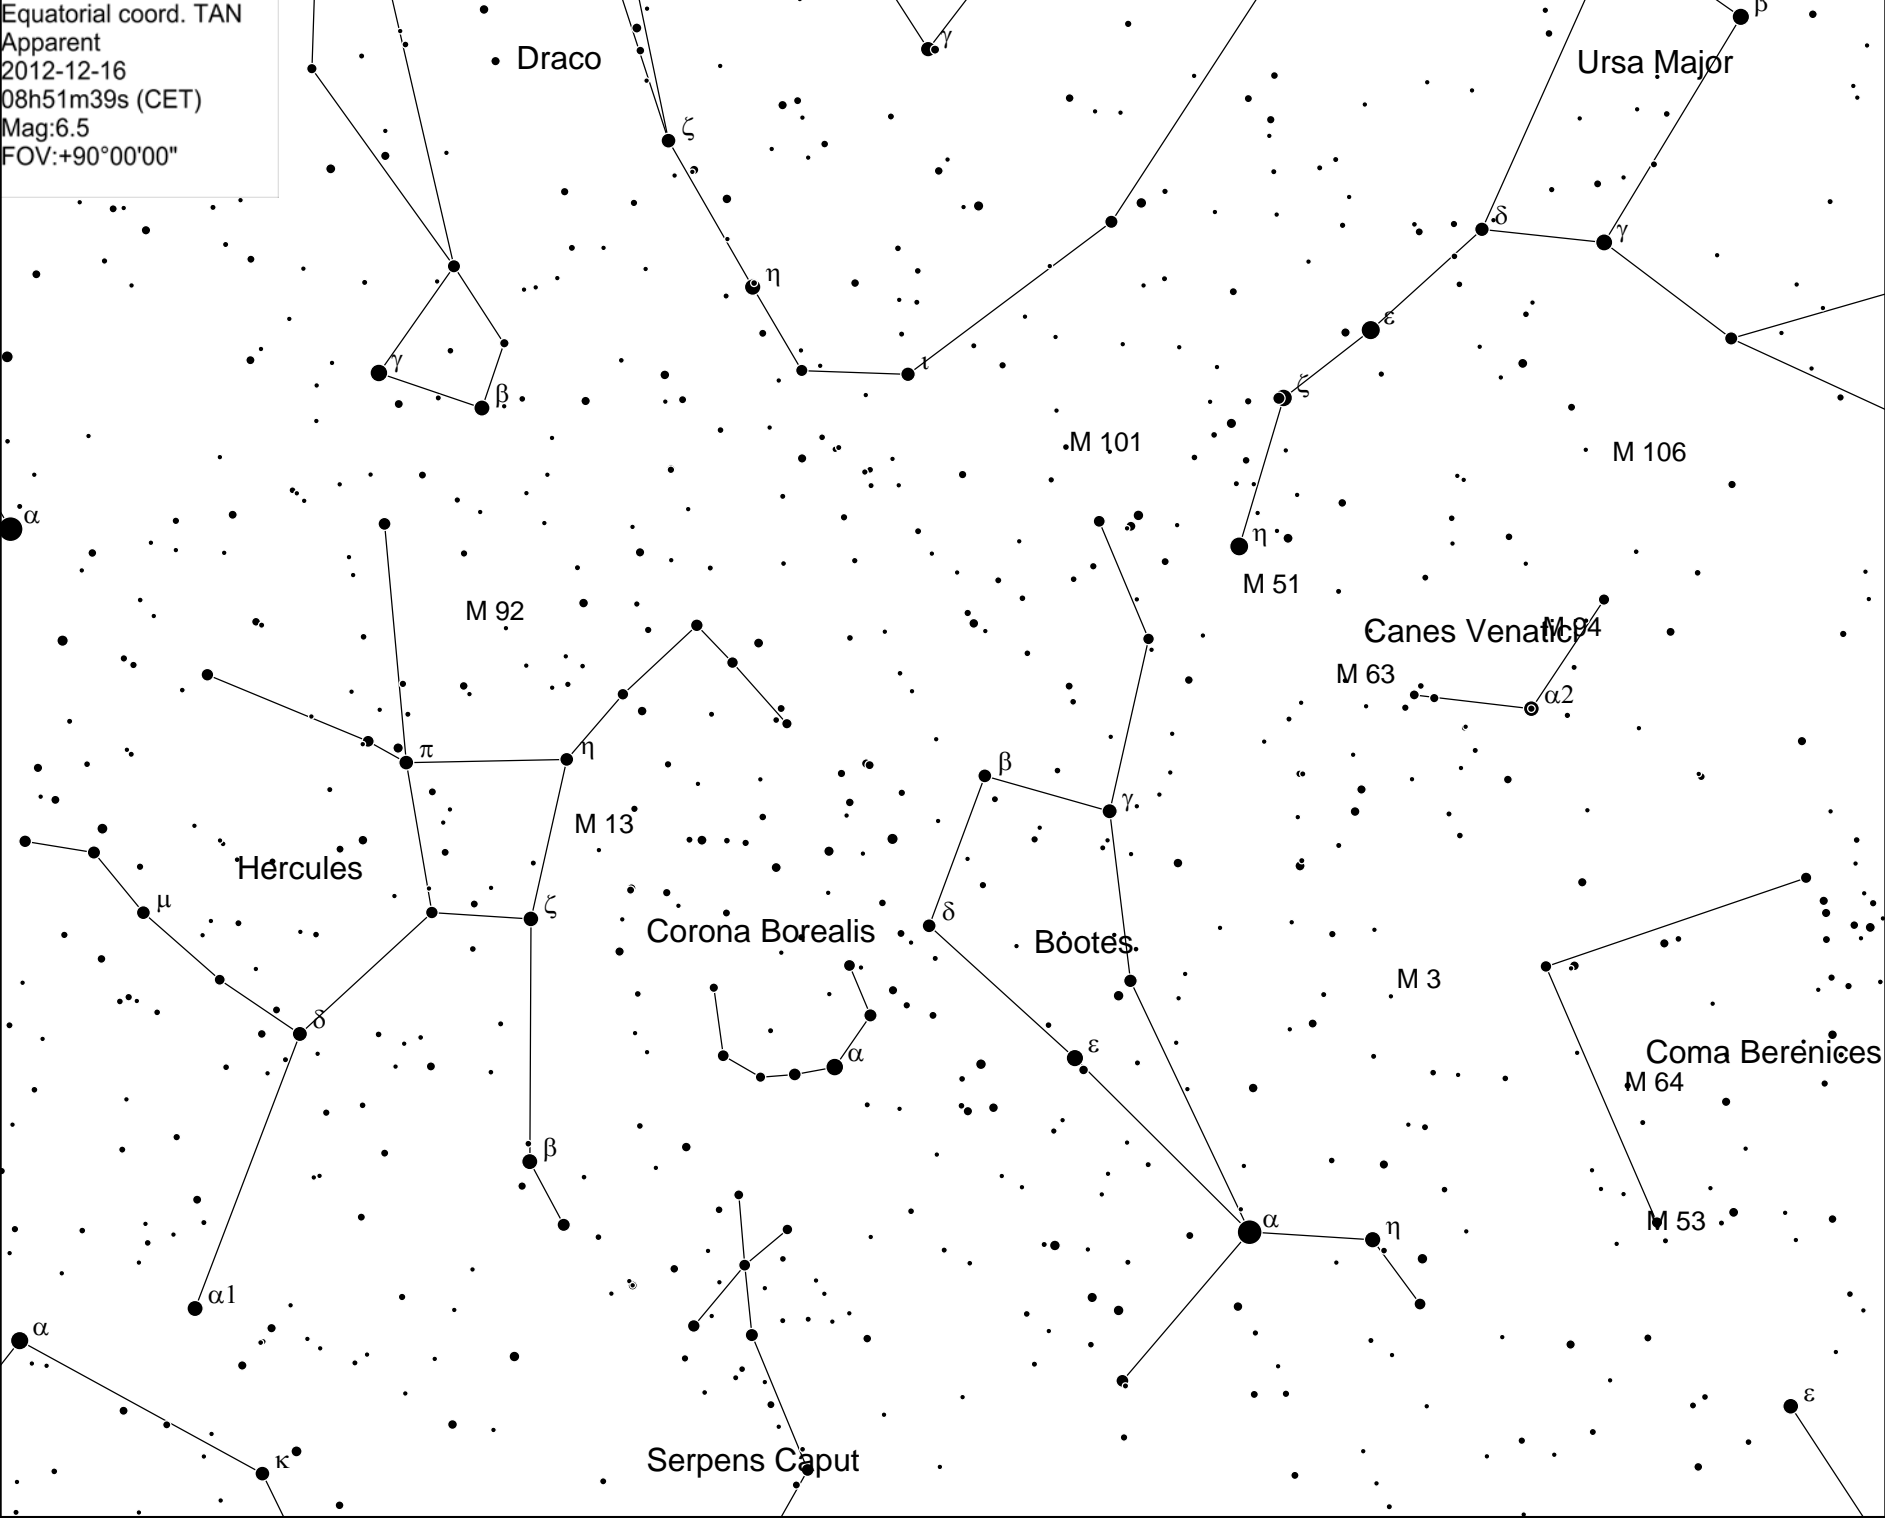 Equatorial coord. TAN
Apparent
2012-12-16
08h51m39s (CET)
Mag:6.5
FOV:+90°00'00"
β
γ
Draco
Ursa Major
ζ
δ
γ
η
ε
γ
ι
β
ζ
M 101
M 106
α
η
M 51
M 92
Canes Venatici
M 94
M 63
α2
π
η
β
γ
M 13
Hercules
μ
ζ
δ
Corona Borealis
Bootes
M 3
δ
ε
α
Coma Berenices
M 64
β
α
η
M 53
α1
α
ε
κ
Serpens Caput